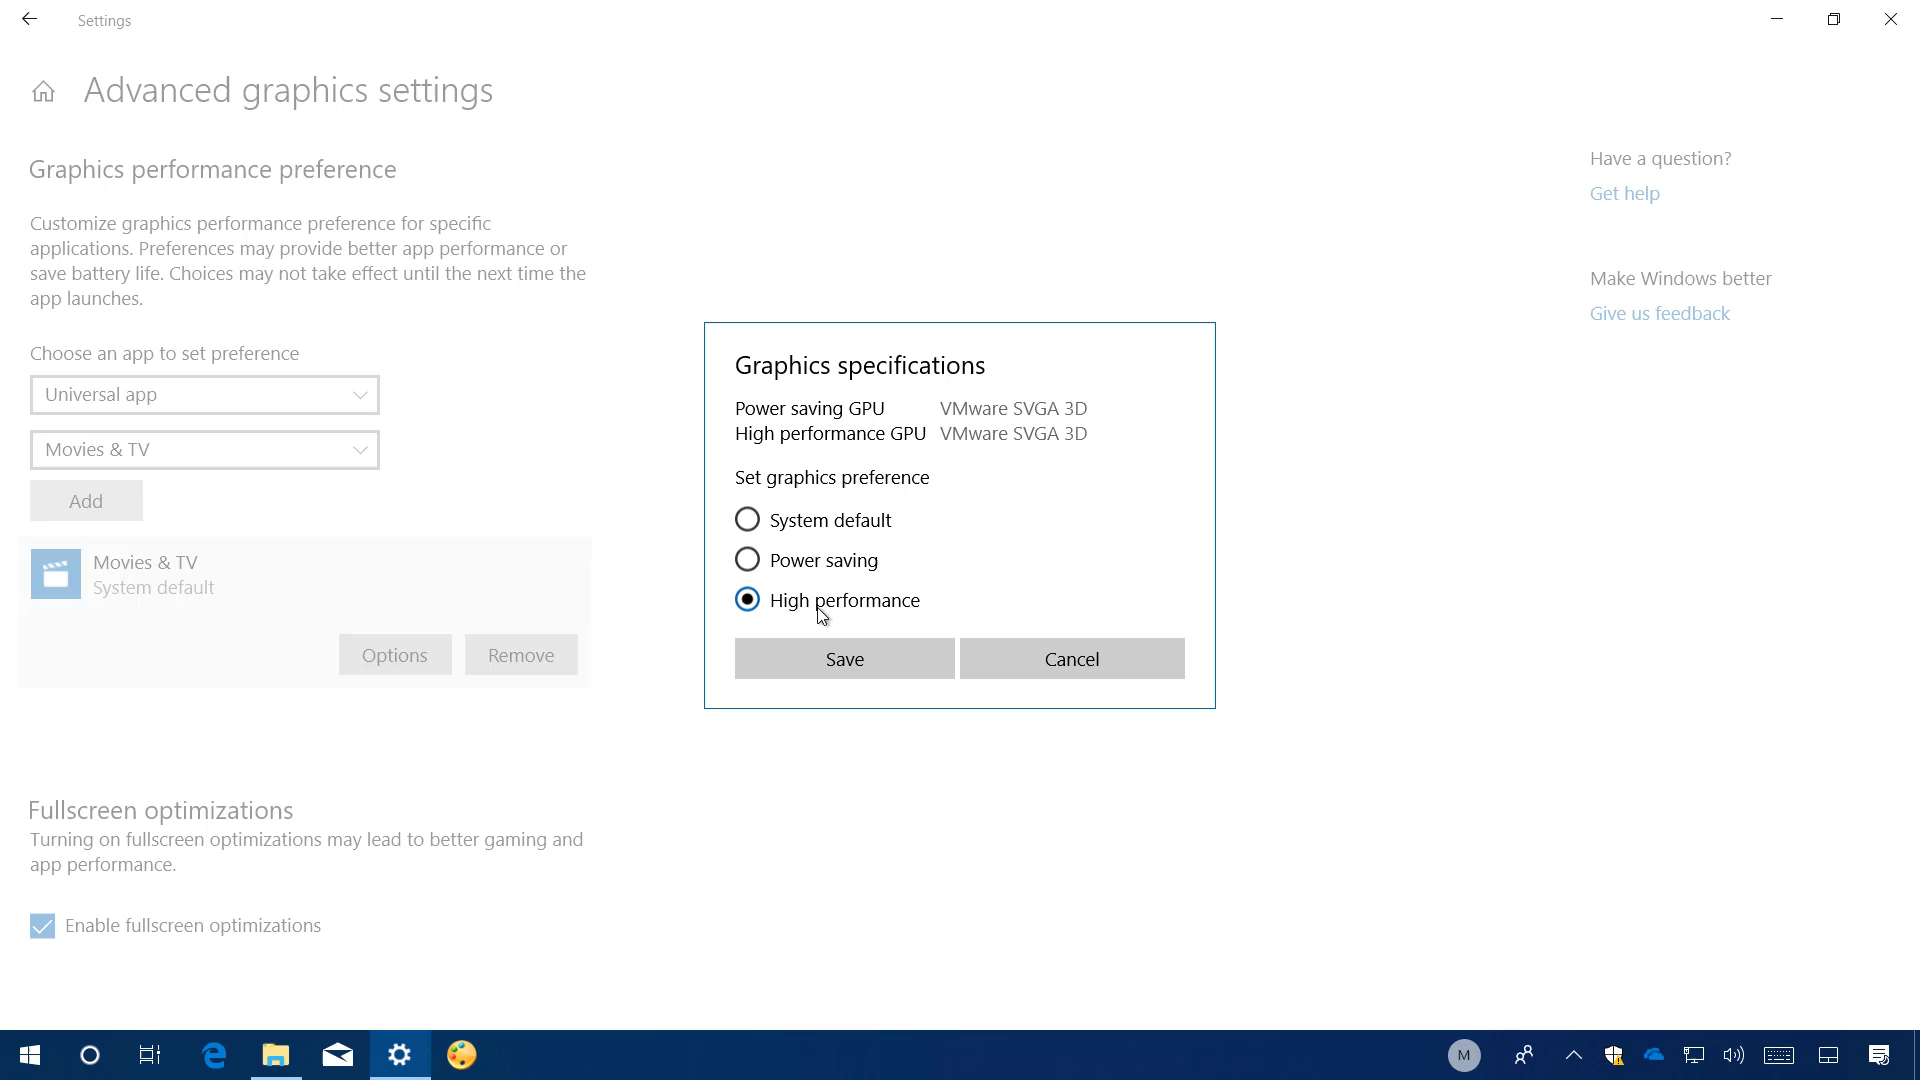 Settings
Advanced graphics settings
Graphics performance preference
Customize graphics performance preference for specific
applications. Preferences may provide better app performance or
save battery life. Choices may not take effect until the next time the
app launches.
Choose an app to set preference
Universal app
Movies & TV
Add
Movies & TV
System default
Options
Remove
Fullscreen optimizations
Turning on fullscreen optimizations may lead to better gaming and
app performance.
Enable fullscreen optimizations
Graphics specifications
Power saving GPU VMware SVGA 3D
High performance GPU VMware SVGA 3D
Set graphics preference
System default
Power saving
High performance
Save
Cancel
Have a question?
Get help
Make Windows better
Give us feedback
M